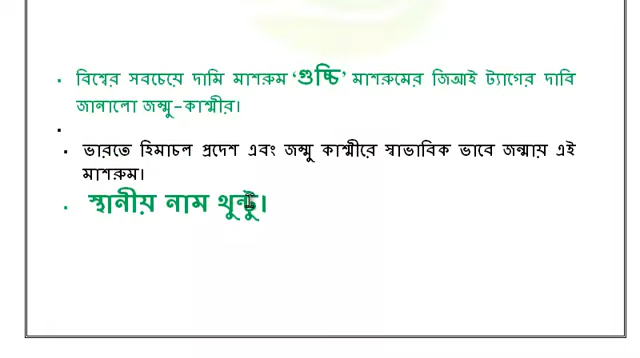 বিশ্বের সবচেয়ে দামি মাশরুম ‘গুচ্চি’ মাশরুমের জিআই ট্যাগের দাবি
জানালো জম্মু-কাশ্মীর।
ভারতে হিমাচল প্রদেশ এবং জম্মু কাশ্মীরে স্বাভাবিক ভাবে জন্মায় এই
মাশরুম।
স্থানীয় নাম থুন্টু।